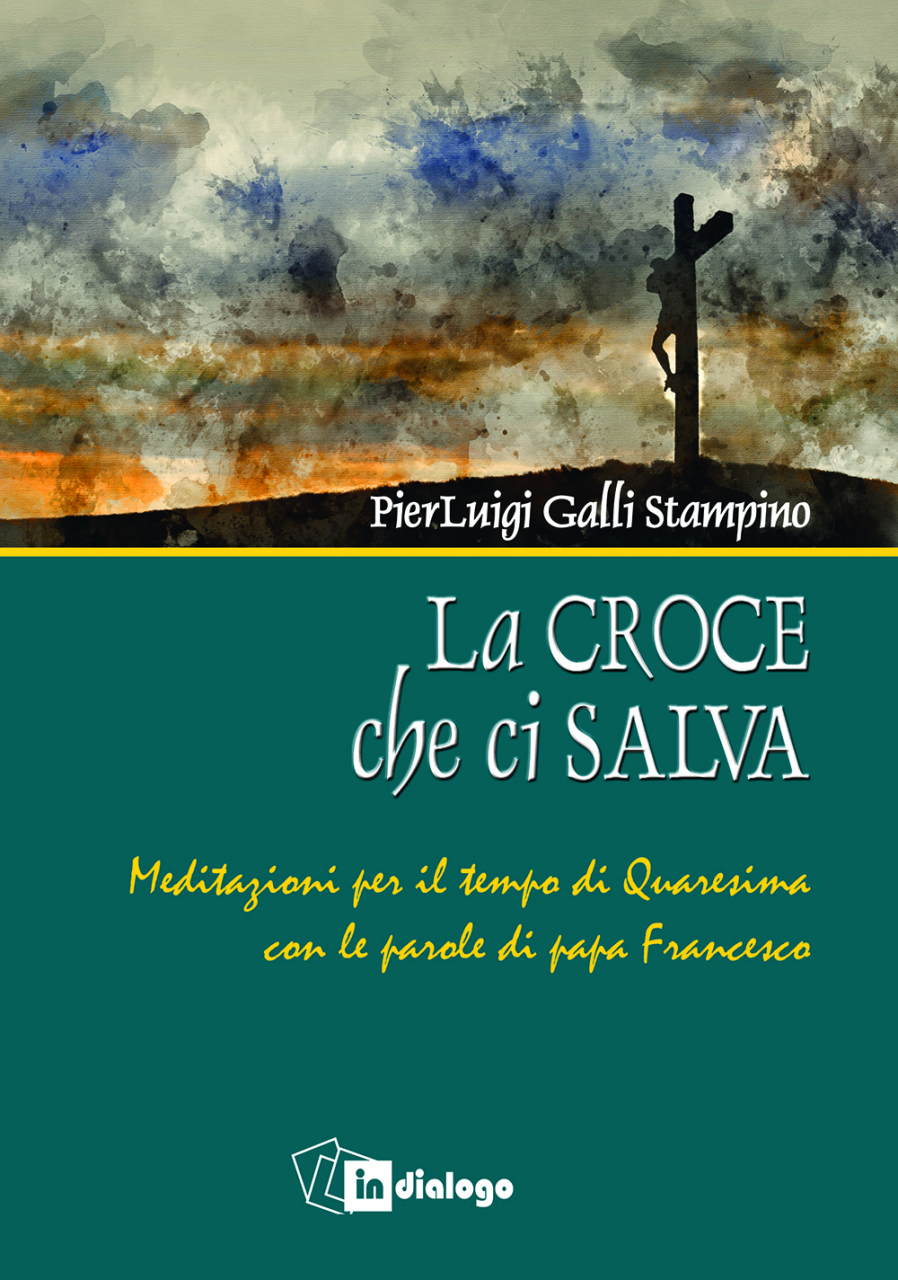 PierLuigi Galli Stampino
La CROCE
che ci SALVA
Meditazioni per il tempo di Quaresima
con le parole di papa Francesco
in dialogo